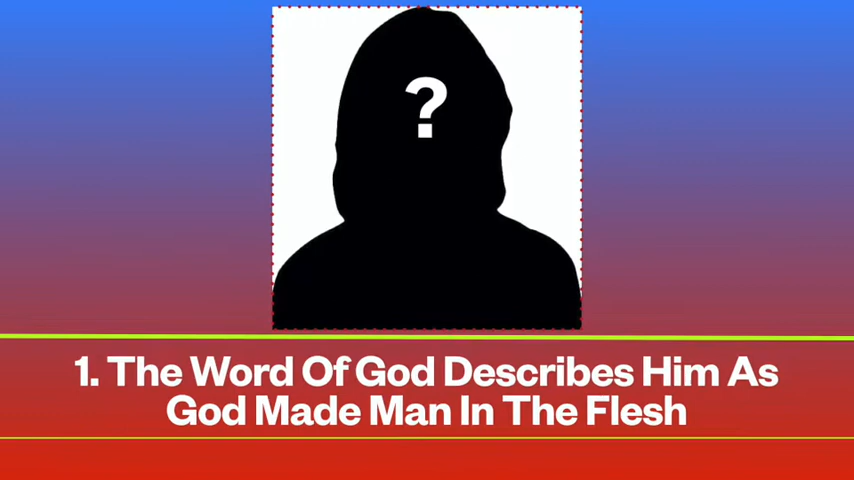 ?
1. The Word Of God Describes Him As
God Made Man In The Flesh